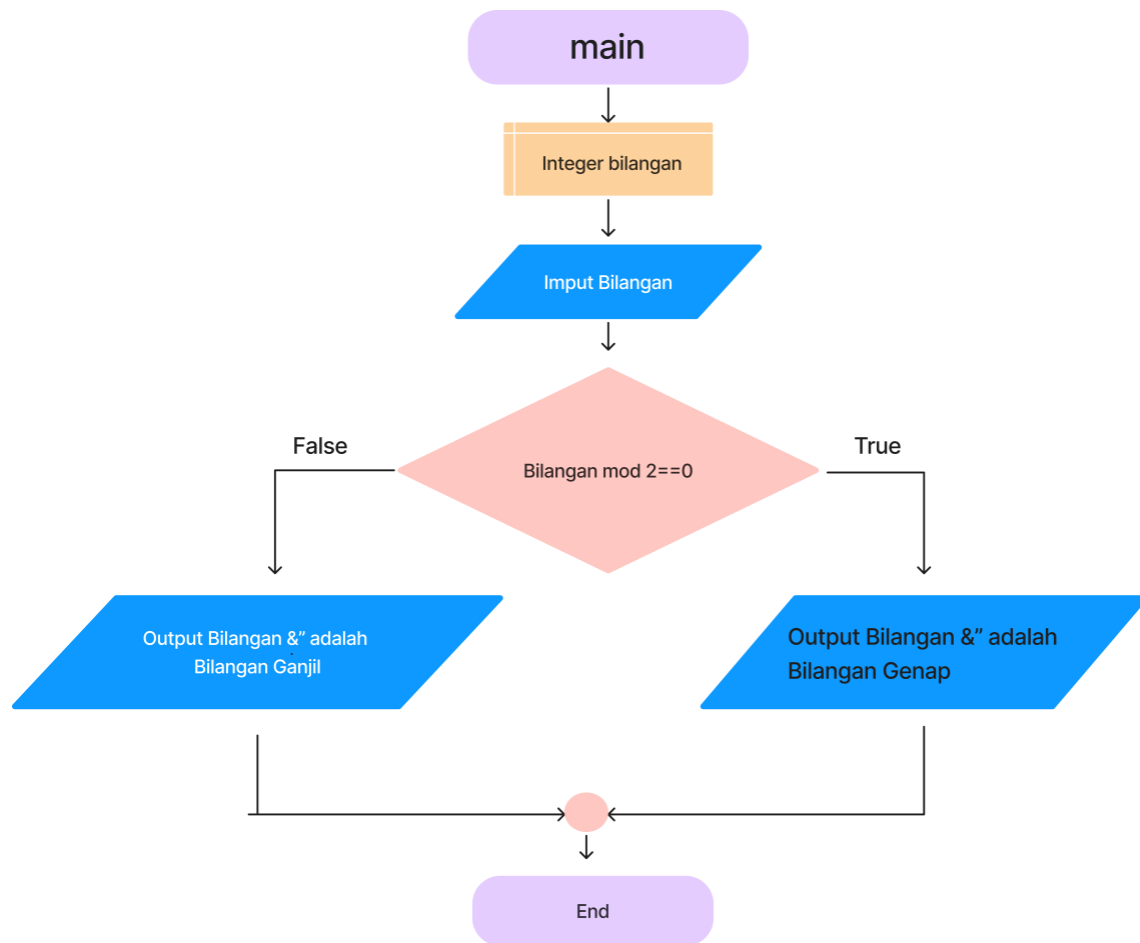 main
Integer bilangan
Imput Bilangan
False
True
Bilangan mod 2==0
Output Bilangan &” adalah
Bilangan Ganjil
Output Bilangan &” adalah
Bilangan Genap
End